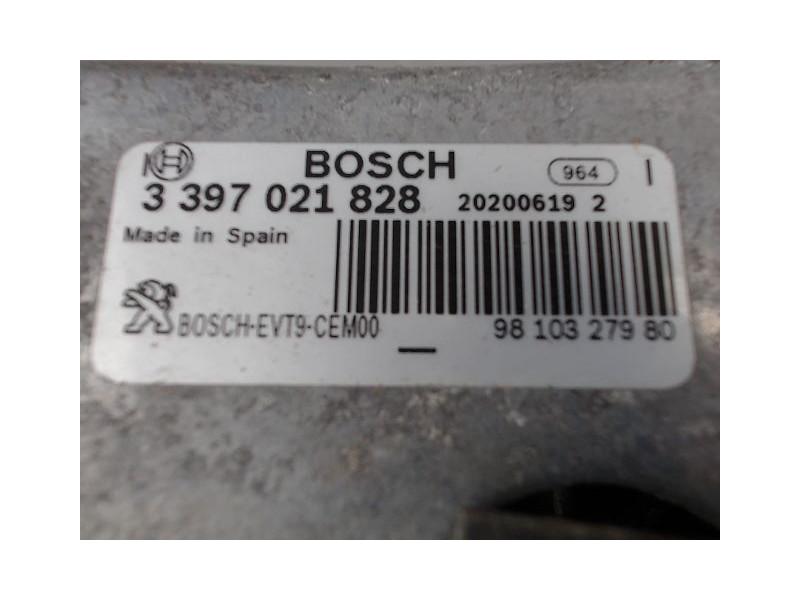 BOSCH 964 I
3 397 021 828 20200619 2
Made in Spain
BOSCH-EVT9-CEM00 98 103 279 80